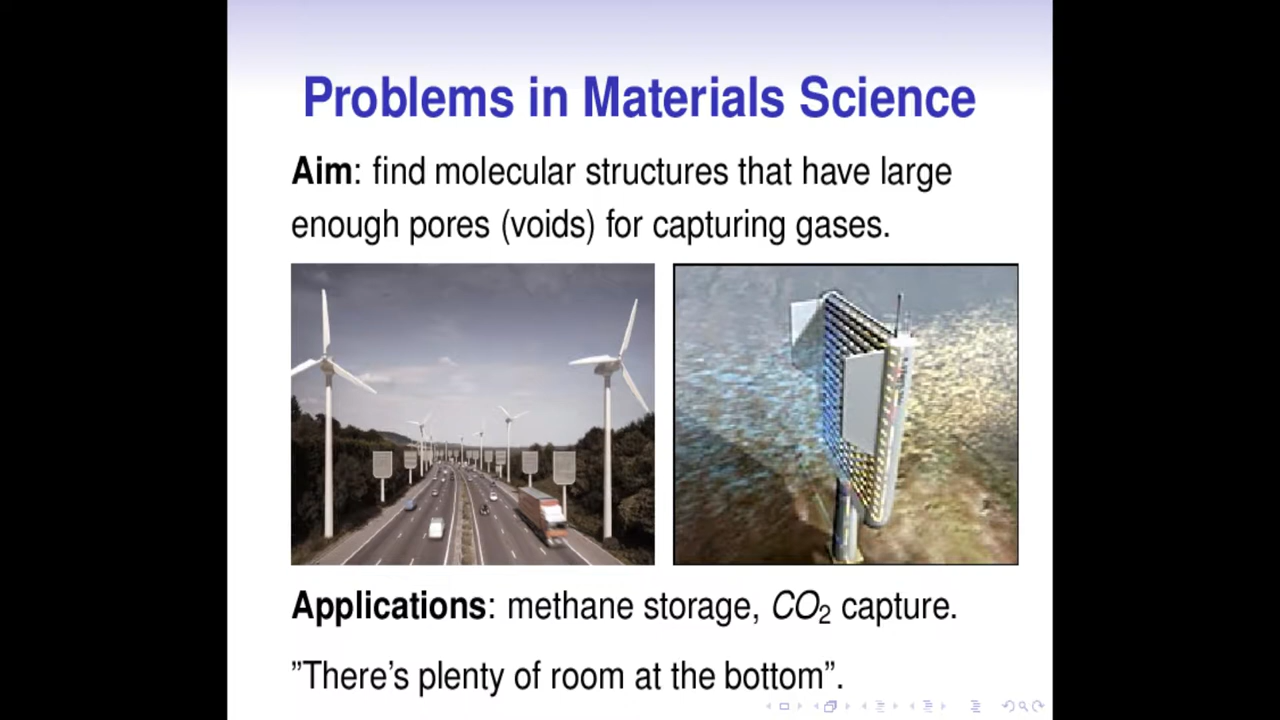 Problems in Materials Science
Aim: find molecular structures that have large
enough pores (voids) for capturing gases.
Applications: methane storage, CO₂ capture.
”There’s plenty of room at the bottom”.